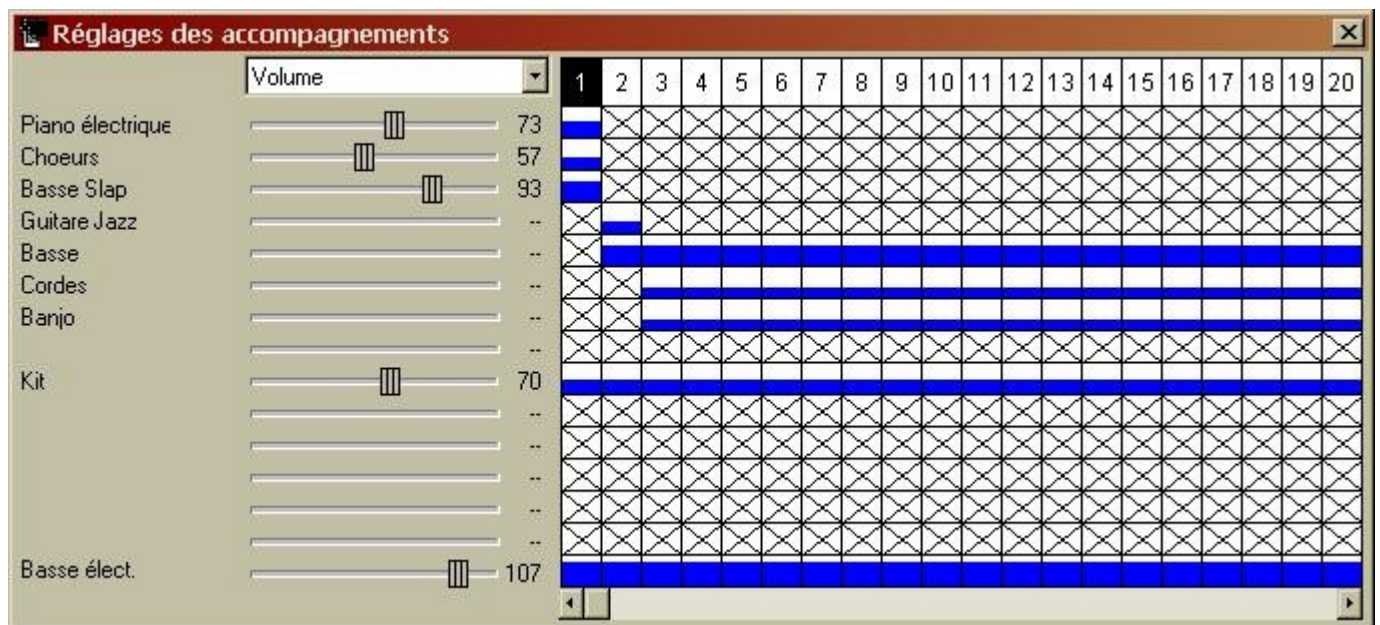 Réglages des accompagnements
Volume 1 2 3 4 5 6 7 8 9 10 11 12 13 14 15 16 17 18 19 20
Piano électrique 73
Choeurs 57
Basse Slap 93
Guitare Jazz --
Basse --
Cordes --
Banjo --
--
Kit 70
--
--
--
--
--
Basse élect. 107